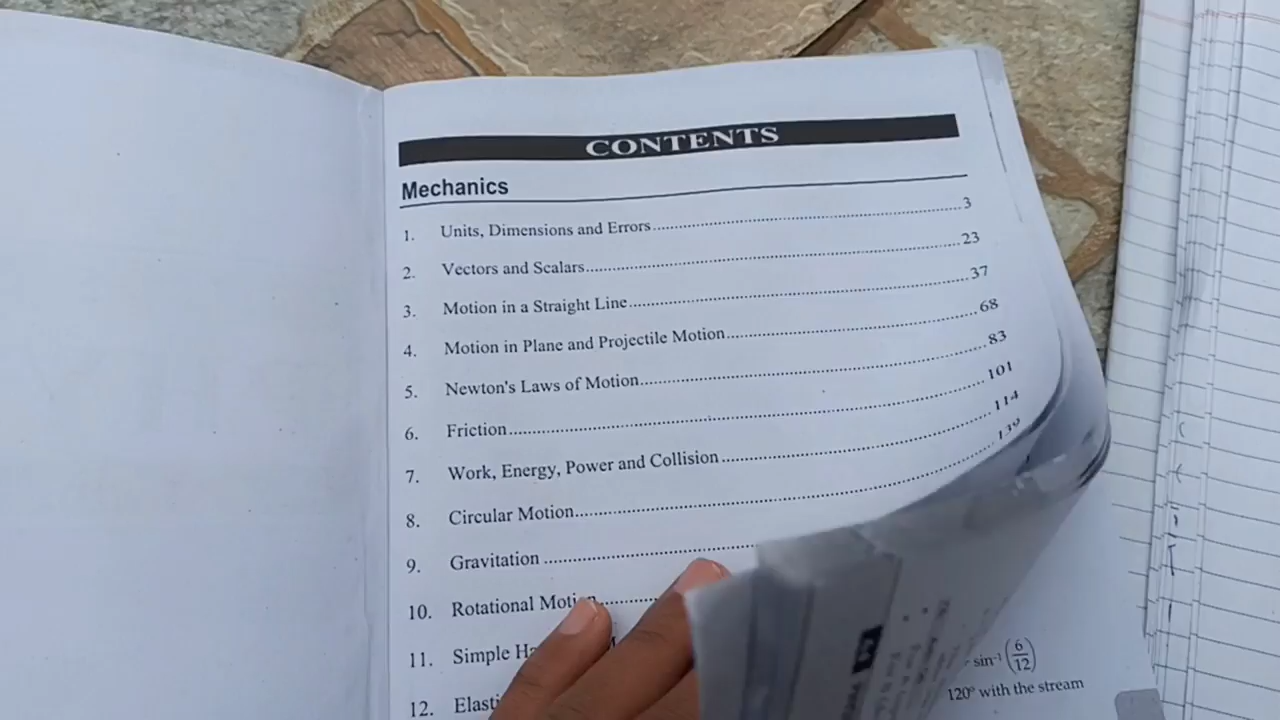 CONTENTS
Mechanics
1. Units, Dimensions and Errors 3
2. Vectors and Scalars 23
3. Motion in a Straight Line 37
4. Motion in Plane and Projectile Motion 68
5. Newton's Laws of Motion 83
6. Friction 101
7. Work, Energy, Power and Collision 114
8. Circular Motion 139
9. Gravitation
10. Rotational
11. Simple
12.
sin⁻¹ (6/12)
120° with the stream